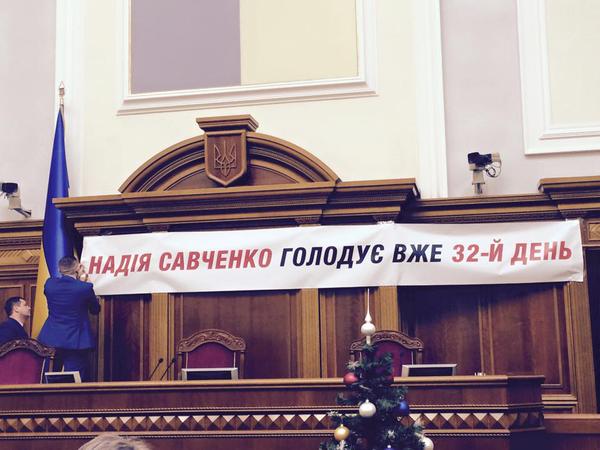 НАДІЯ САВЧЕНКО ГОЛОДУЄ ВЖЕ 32-Й ДЕНЬ